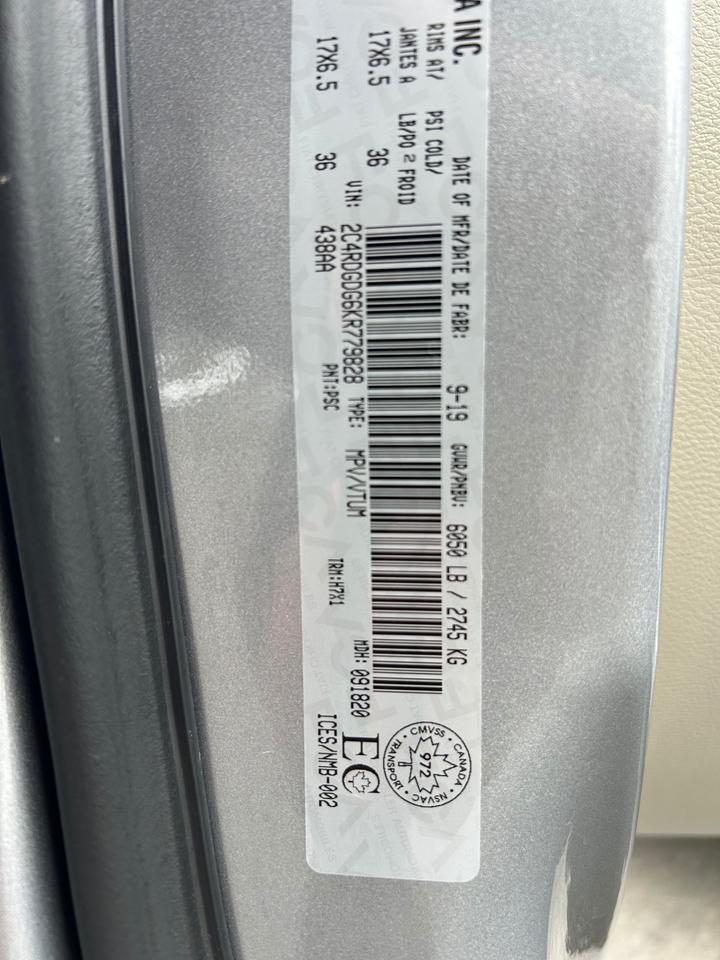 A INC.
DATE OF MFR/DATE DE FABR: 9-19 GVWR/PNBV: 6050 LB / 2745 KG
RIMS AT/ PSI COLD/
JANTES A LB/PO 2 FROID
17X6.5 36
17X6.5 36
VIN: 2C4RDGDG6KR779828 TYPE: MPV/VTUM MDH: 091820
438AA PNT:PSC TRM:H7X1 ICES/NMB-002
EC
CMVSS • CANADA • NSVAC • TRANSPORT •
972